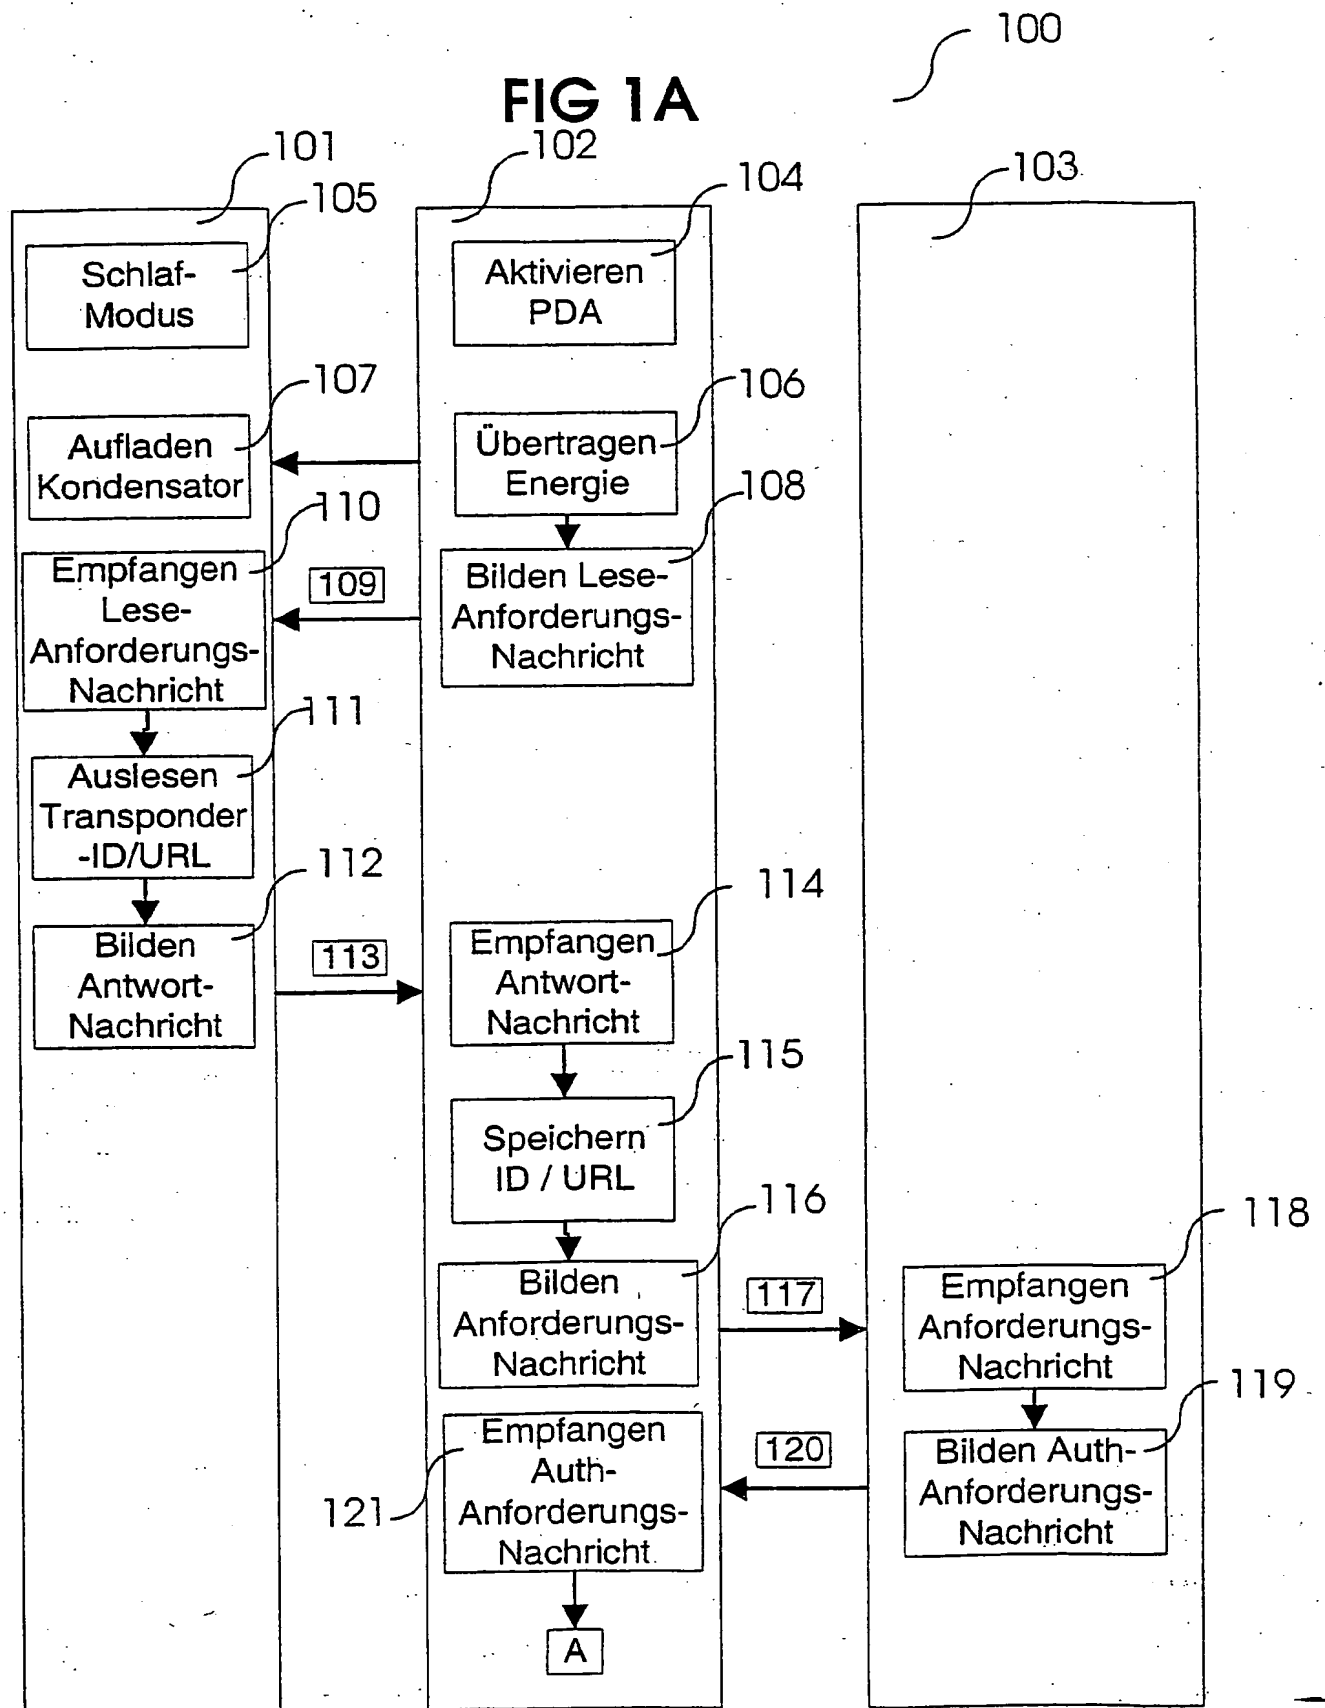 100
FIG 1A
101
102
103
104
105
Schlaf-
Modus
Aktivieren
PDA
107
106
Aufladen
Kondensator
Übertragen
Energie
110
108
Empfangen
Lese-
Anforderungs-
Nachricht
109
Bilden Lese-
Anforderungs-
Nachricht
111
Auslesen
Transponder
-ID/URL
112
114
Bilden
Antwort-
Nachricht
113
Empfangen
Antwort-
Nachricht
115
Speichern
ID / URL
116
118
Bilden
Anforderungs-
Nachricht
117
Empfangen
Anforderungs-
Nachricht
119
Empfangen
Auth-
Anforderungs-
Nachricht
121
120
Bilden Auth-
Anforderungs-
Nachricht
A